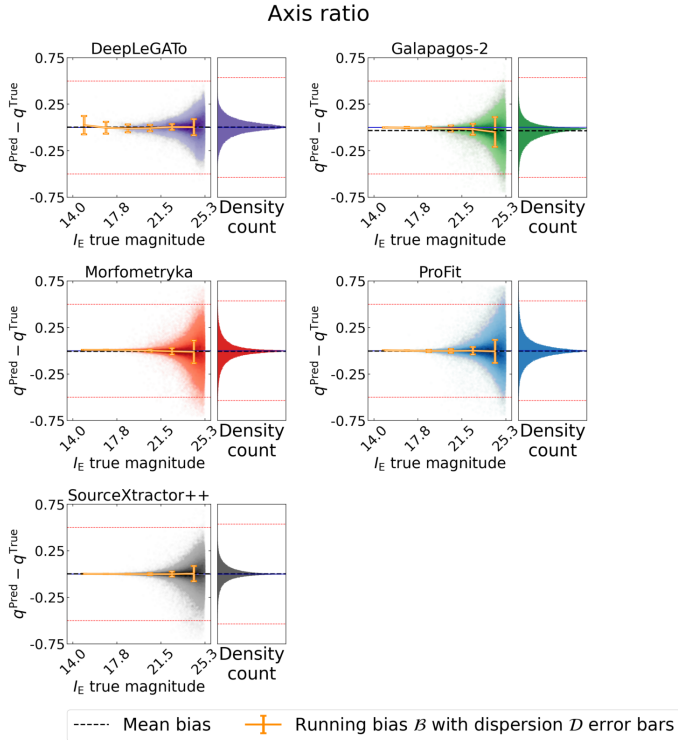 Axis ratio
DeepLeGATo
0.75
0.25
-0.25
-0.75
q^Pred − q^True
14.0
17.8
21.5
25.3
I_E true magnitude
Density
count
Galapagos-2
0.75
0.25
-0.25
-0.75
q^Pred − q^True
14.0
17.8
21.5
25.3
I_E true magnitude
Density
count
Morfometryka
0.75
0.25
-0.25
-0.75
q^Pred − q^True
14.0
17.8
21.5
25.3
I_E true magnitude
Density
count
ProFit
0.75
0.25
-0.25
-0.75
q^Pred − q^True
14.0
17.8
21.5
25.3
I_E true magnitude
Density
count
SourceXtractor++
0.75
0.25
-0.25
-0.75
q^Pred − q^True
14.0
17.8
21.5
25.3
I_E true magnitude
Density
count
Mean bias
Running bias ℬ with dispersion 𝒟 error bars